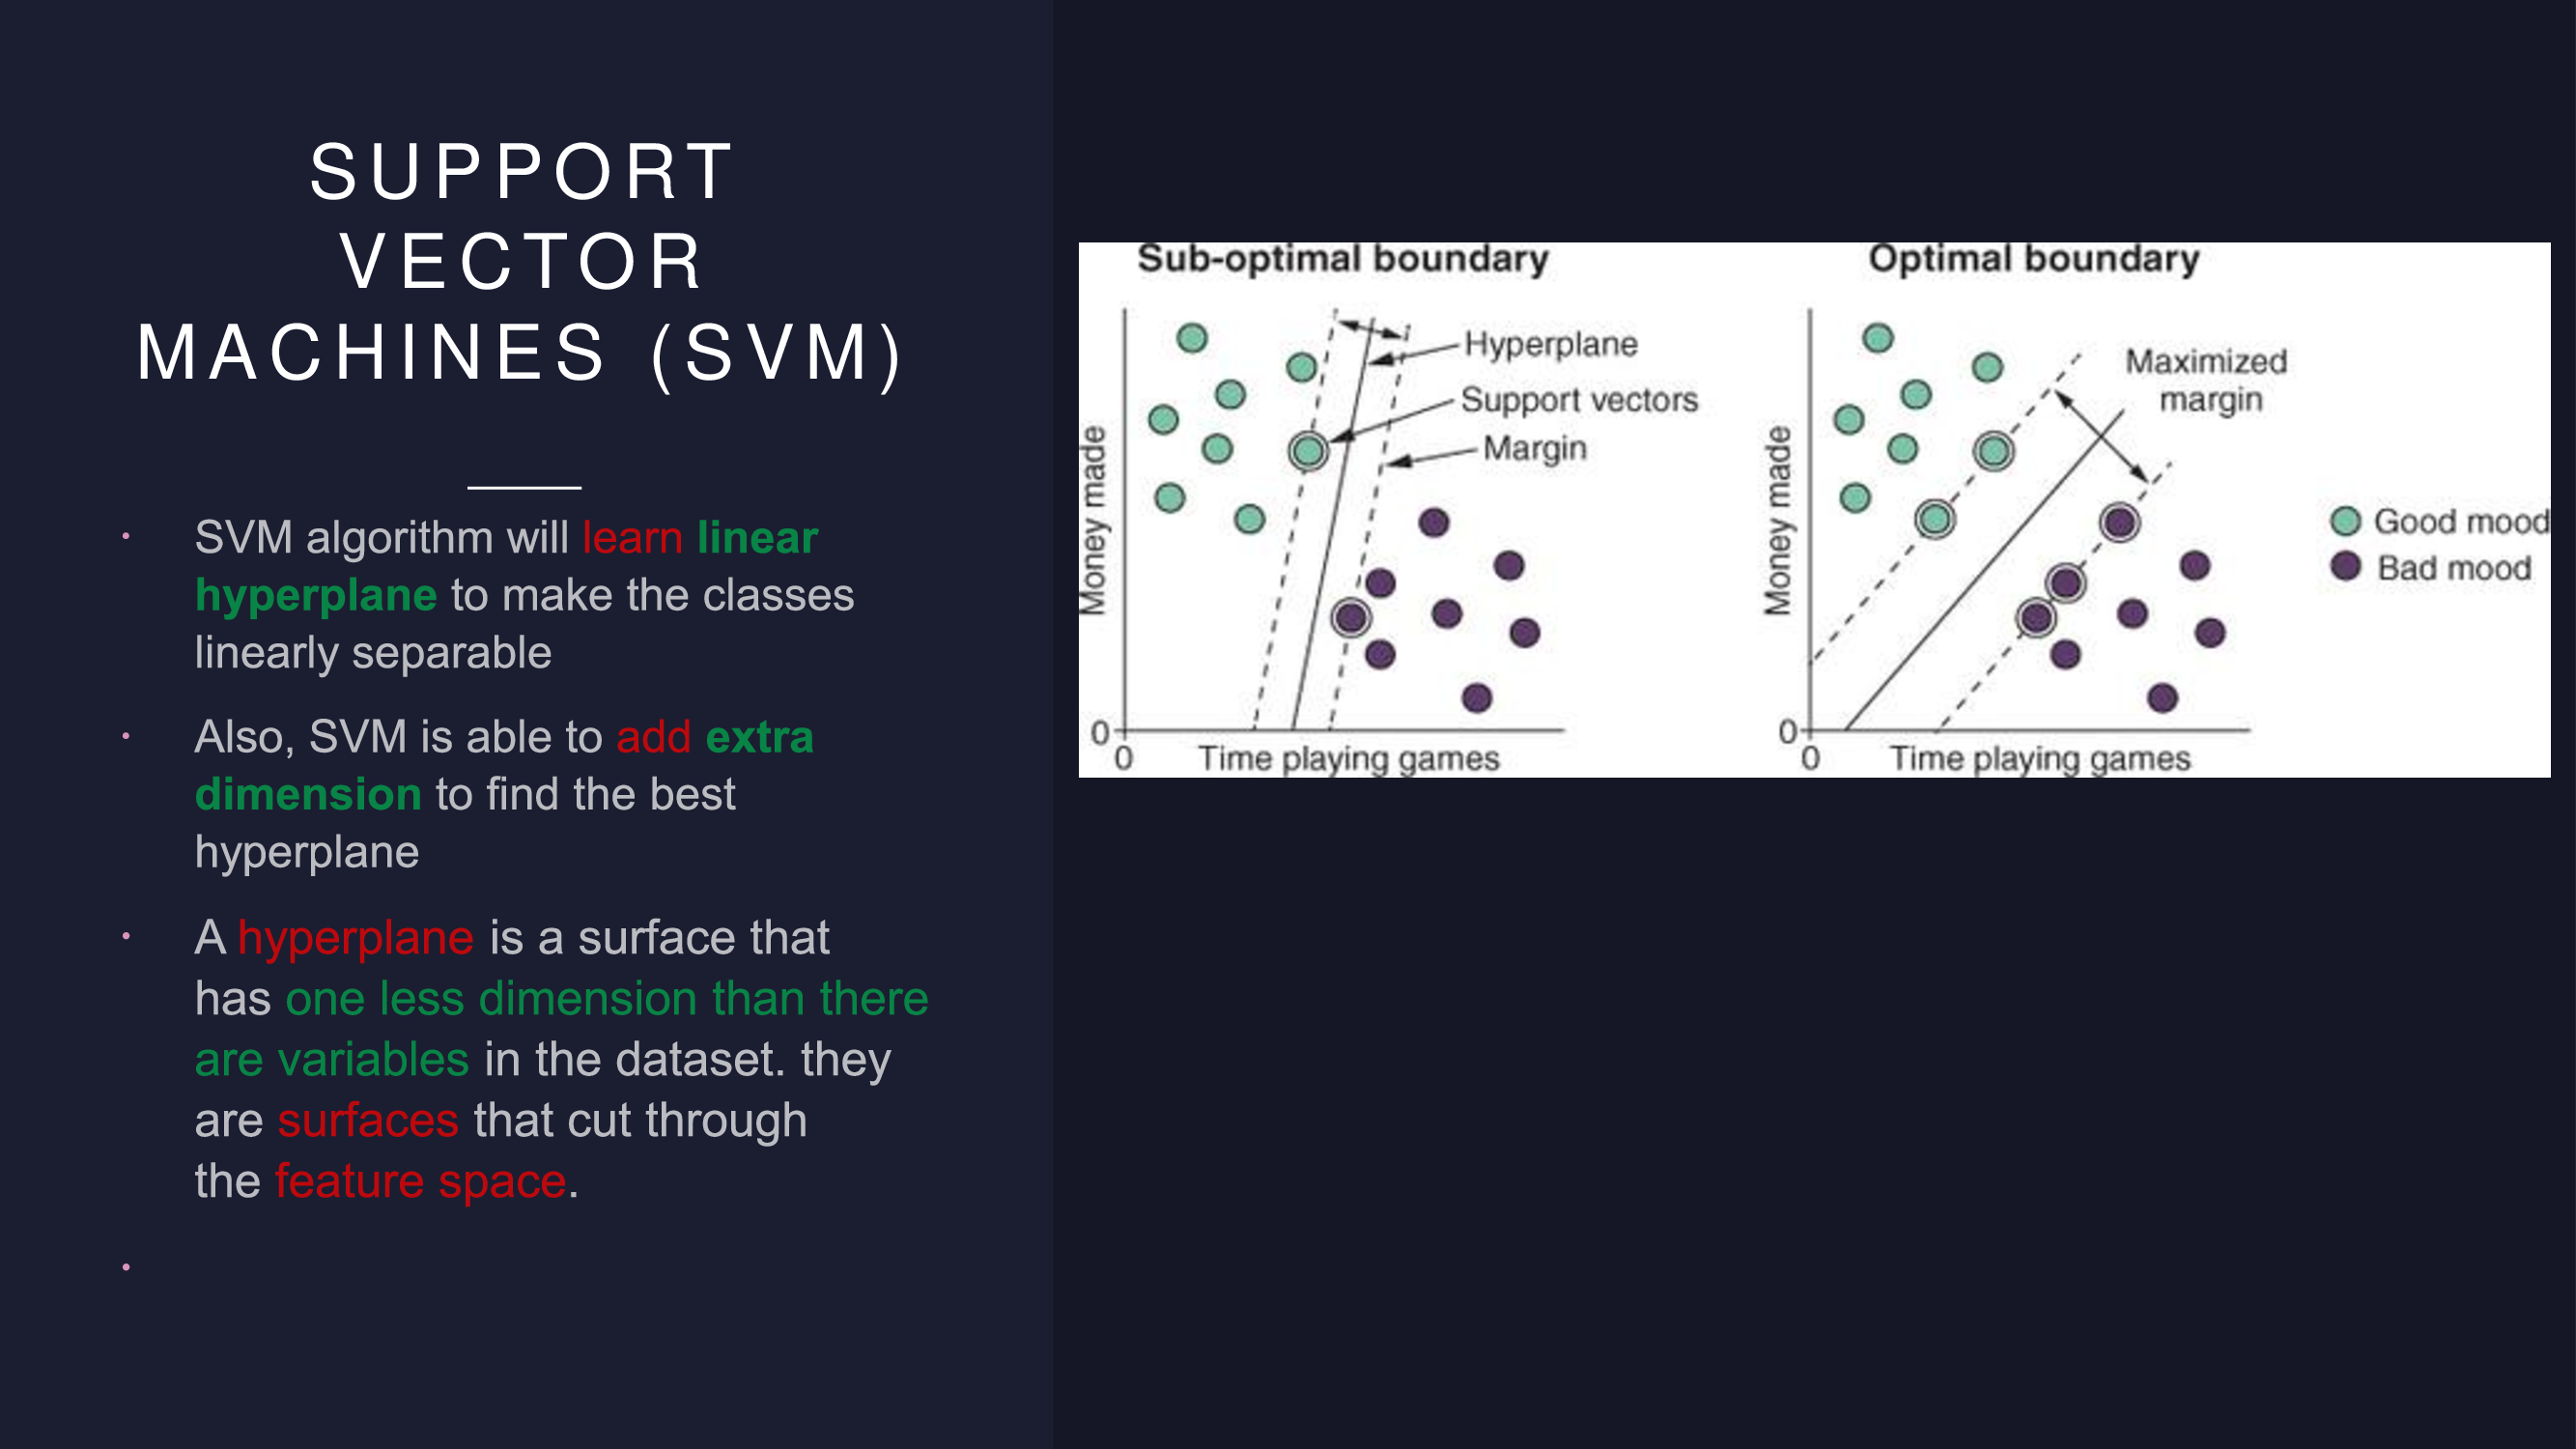 SUPPORT
VECTOR
MACHINES (SVM)
SVM algorithm will learn linear
hyperplane to make the classes
linearly separable
Also, SVM is able to add extra
dimension to find the best
hyperplane
A hyperplane is a surface that
has one less dimension than there
are variables in the dataset. they
are surfaces that cut through
the feature space.
Sub-optimal boundary
Hyperplane
Support vectors
Margin
Money made
0
0
Time playing games
Optimal boundary
Maximized
margin
Money made
0
0
Time playing games
Good mood
Bad mood